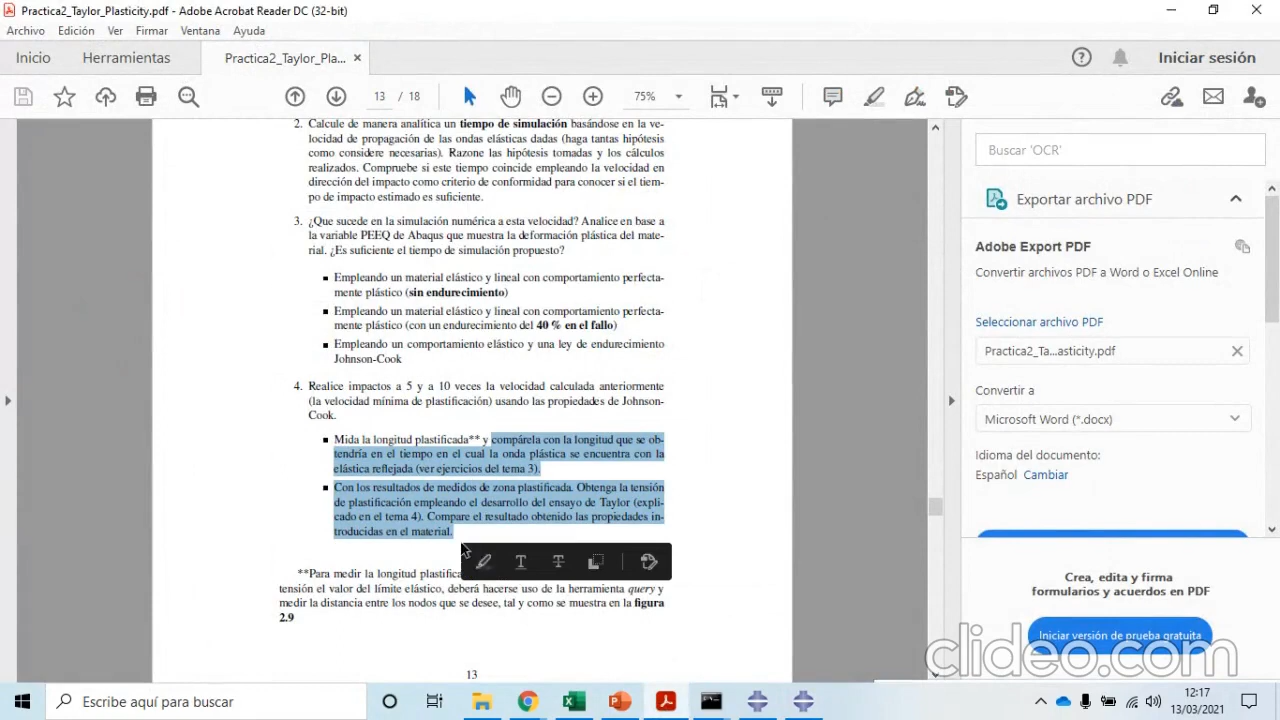 Practica2_Taylor_Plasticity.pdf - Adobe Acrobat Reader DC (32-bit)
Archivo Edición Ver Firmar Ventana Ayuda
Inicio Herramientas Practica2_Taylor_Pla... × Iniciar sesión
13 / 18 75%
2. Calcule de manera analítica un tiempo de simulación basándose en la ve-
locidad de propagación de las ondas elásticas dadas (haga tantas hipótesis
como considere necesarias). Razone las hipótesis tomadas y los cálculos
realizados. Compruebe si este tiempo coincide empleando la velocidad en
dirección del impacto como criterio de conformidad para conocer si el tiem-
po de impacto estimado es suficiente.
3. ¿Que sucede en la simulación numérica a esta velocidad? Analice en base a
la variable PEEQ de Abaqus que muestra la deformación plástica del mate-
rial. ¿Es suficiente el tiempo de simulación propuesto?
Empleando un material elástico y lineal con comportamiento perfecta-
mente plástico (sin endurecimiento)
Empleando un material elástico y lineal con comportamiento perfecta-
mente plástico (con un endurecimiento del 40 % en el fallo)
Empleando un comportamiento elástico y una ley de endurecimiento
Johnson-Cook
4. Realice impactos a 5 y a 10 veces la velocidad calculada anteriormente
(la velocidad mínima de plastificación) usando las propiedades de Johnson-
Cook.
Mida la longitud plastificada** y compárela con la longitud que se ob-
tendría en el tiempo en el cual la onda plástica se encuentra con la
elástica reflejada (ver ejercicios del tema 3).
Con los resultados de medidos de zona plastificada. Obtenga la tensión
de plastificación empleando el desarrollo del ensayo de Taylor (expli-
cado en el tema 4). Compare el resultado obtenido las propiedades in-
troducidas en el material.
**Para medir la longitud plastific
tensión el valor del límite elástico, deberá hacerse uso de la herramienta query y
medir la distancia entre los nodos que se desee, tal y como se muestra en la figura
2.9
13
Buscar 'OCR'
Exportar archivo PDF
Adobe Export PDF
Convertir archivos PDF a Word o Excel Online
Seleccionar archivo PDF
Practica2_Ta...asticity.pdf
Convertir a
Microsoft Word (*.docx)
Idioma del documento:
Español Cambiar
Crea, edita y firma
formularios y acuerdos en PDF
Iniciar versión de prueba gratuita
clideo.com
Escribe aquí para buscar
12:17
13/03/2021